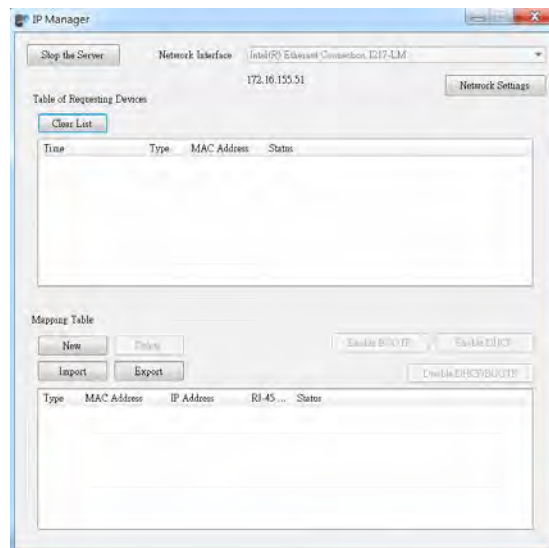 IP Manager
Stop the Server
Network Interface
Intel(R) Ethernet Connection I217-LM
172.16.155.51
Network Settings
Table of Requesting Devices
Clear List
Time Type MAC Address Status
Mapping Table
New Delete Enable BOOTP Enable DHCP
Import Export Disable DHCP/BOOTP
Type MAC Address IP Address RJ-45 ... Status